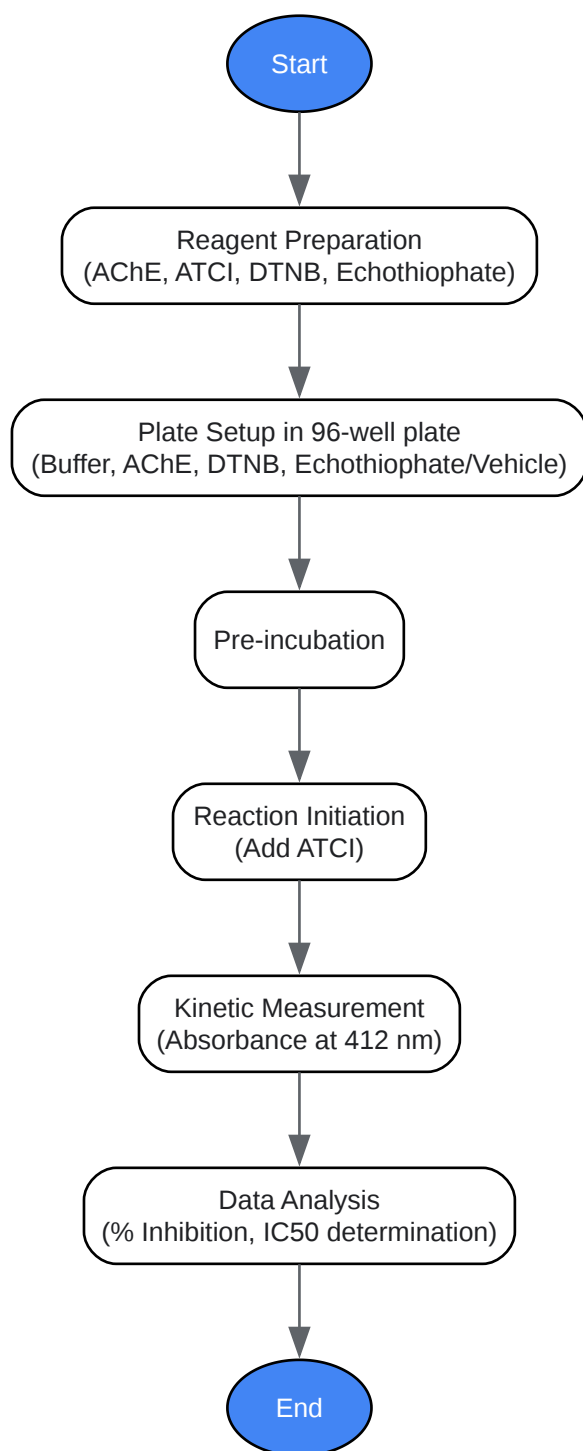 Start
Reagent Preparation
(AChE, ATCI, DTNB, Echothiophate)
Plate Setup in 96-well plate
(Buffer, AChE, DTNB, Echothiophate/Vehicle)
Pre-incubation
Reaction Initiation
(Add ATCI)
Kinetic Measurement
(Absorbance at 412 nm)
Data Analysis
(% Inhibition, IC50 determination)
End